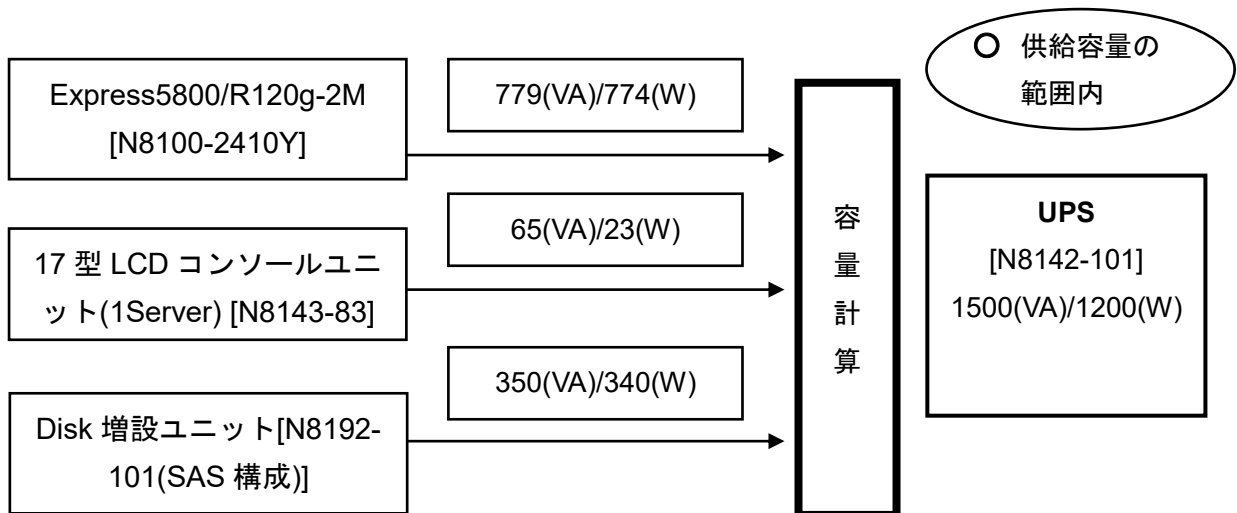 Express5800/R120g-2M
[N8100-2410Y]
779(VA)/774(W)
17 型 LCD コンソールユニ
ット(1Server) [N8143-83]
65(VA)/23(W)
Disk 増設ユニット[N8192-
101(SAS 構成)]
350(VA)/340(W)
容
量
計
算
○ 供給容量の
範囲内
UPS
[N8142-101]
1500(VA)/1200(W)